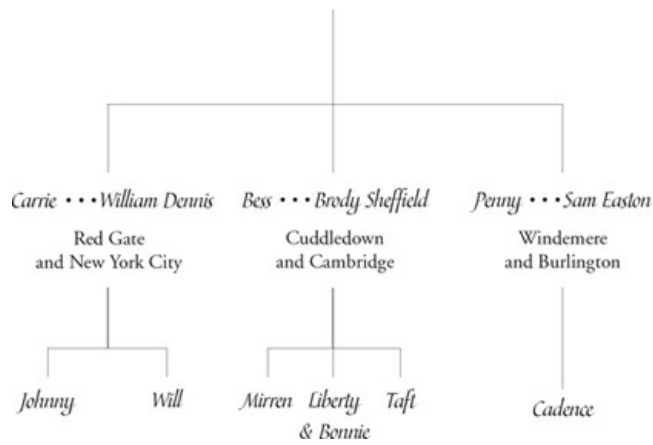 Carrie • • • William Dennis
Bess • • • Brody Sheffield
Penny • • • Sam Easton
Red Gate
and New York City
Cuddledown
and Cambridge
Windemere
and Burlington
Johnny
Will
Mirren
Liberty
& Bonnie
Taft
Cadence